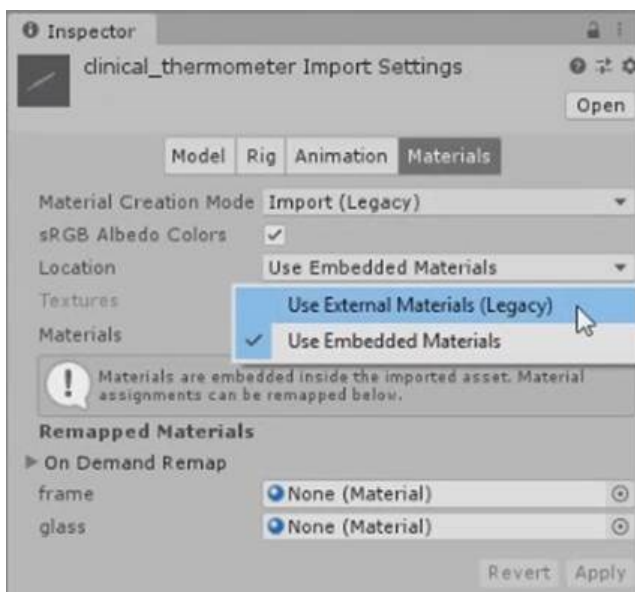 Inspector
clinical_thermometer Import Settings
Open
Model Rig Animation Materials
Material Creation Mode Import (Legacy)
sRGB Albedo Colors
Location Use Embedded Materials
Textures Use External Materials (Legacy)
Materials Use Embedded Materials
Materials are embedded inside the imported asset. Material
assignments can be remapped below.
Remapped Materials
On Demand Remap
frame None (Material)
glass None (Material)
Revert Apply